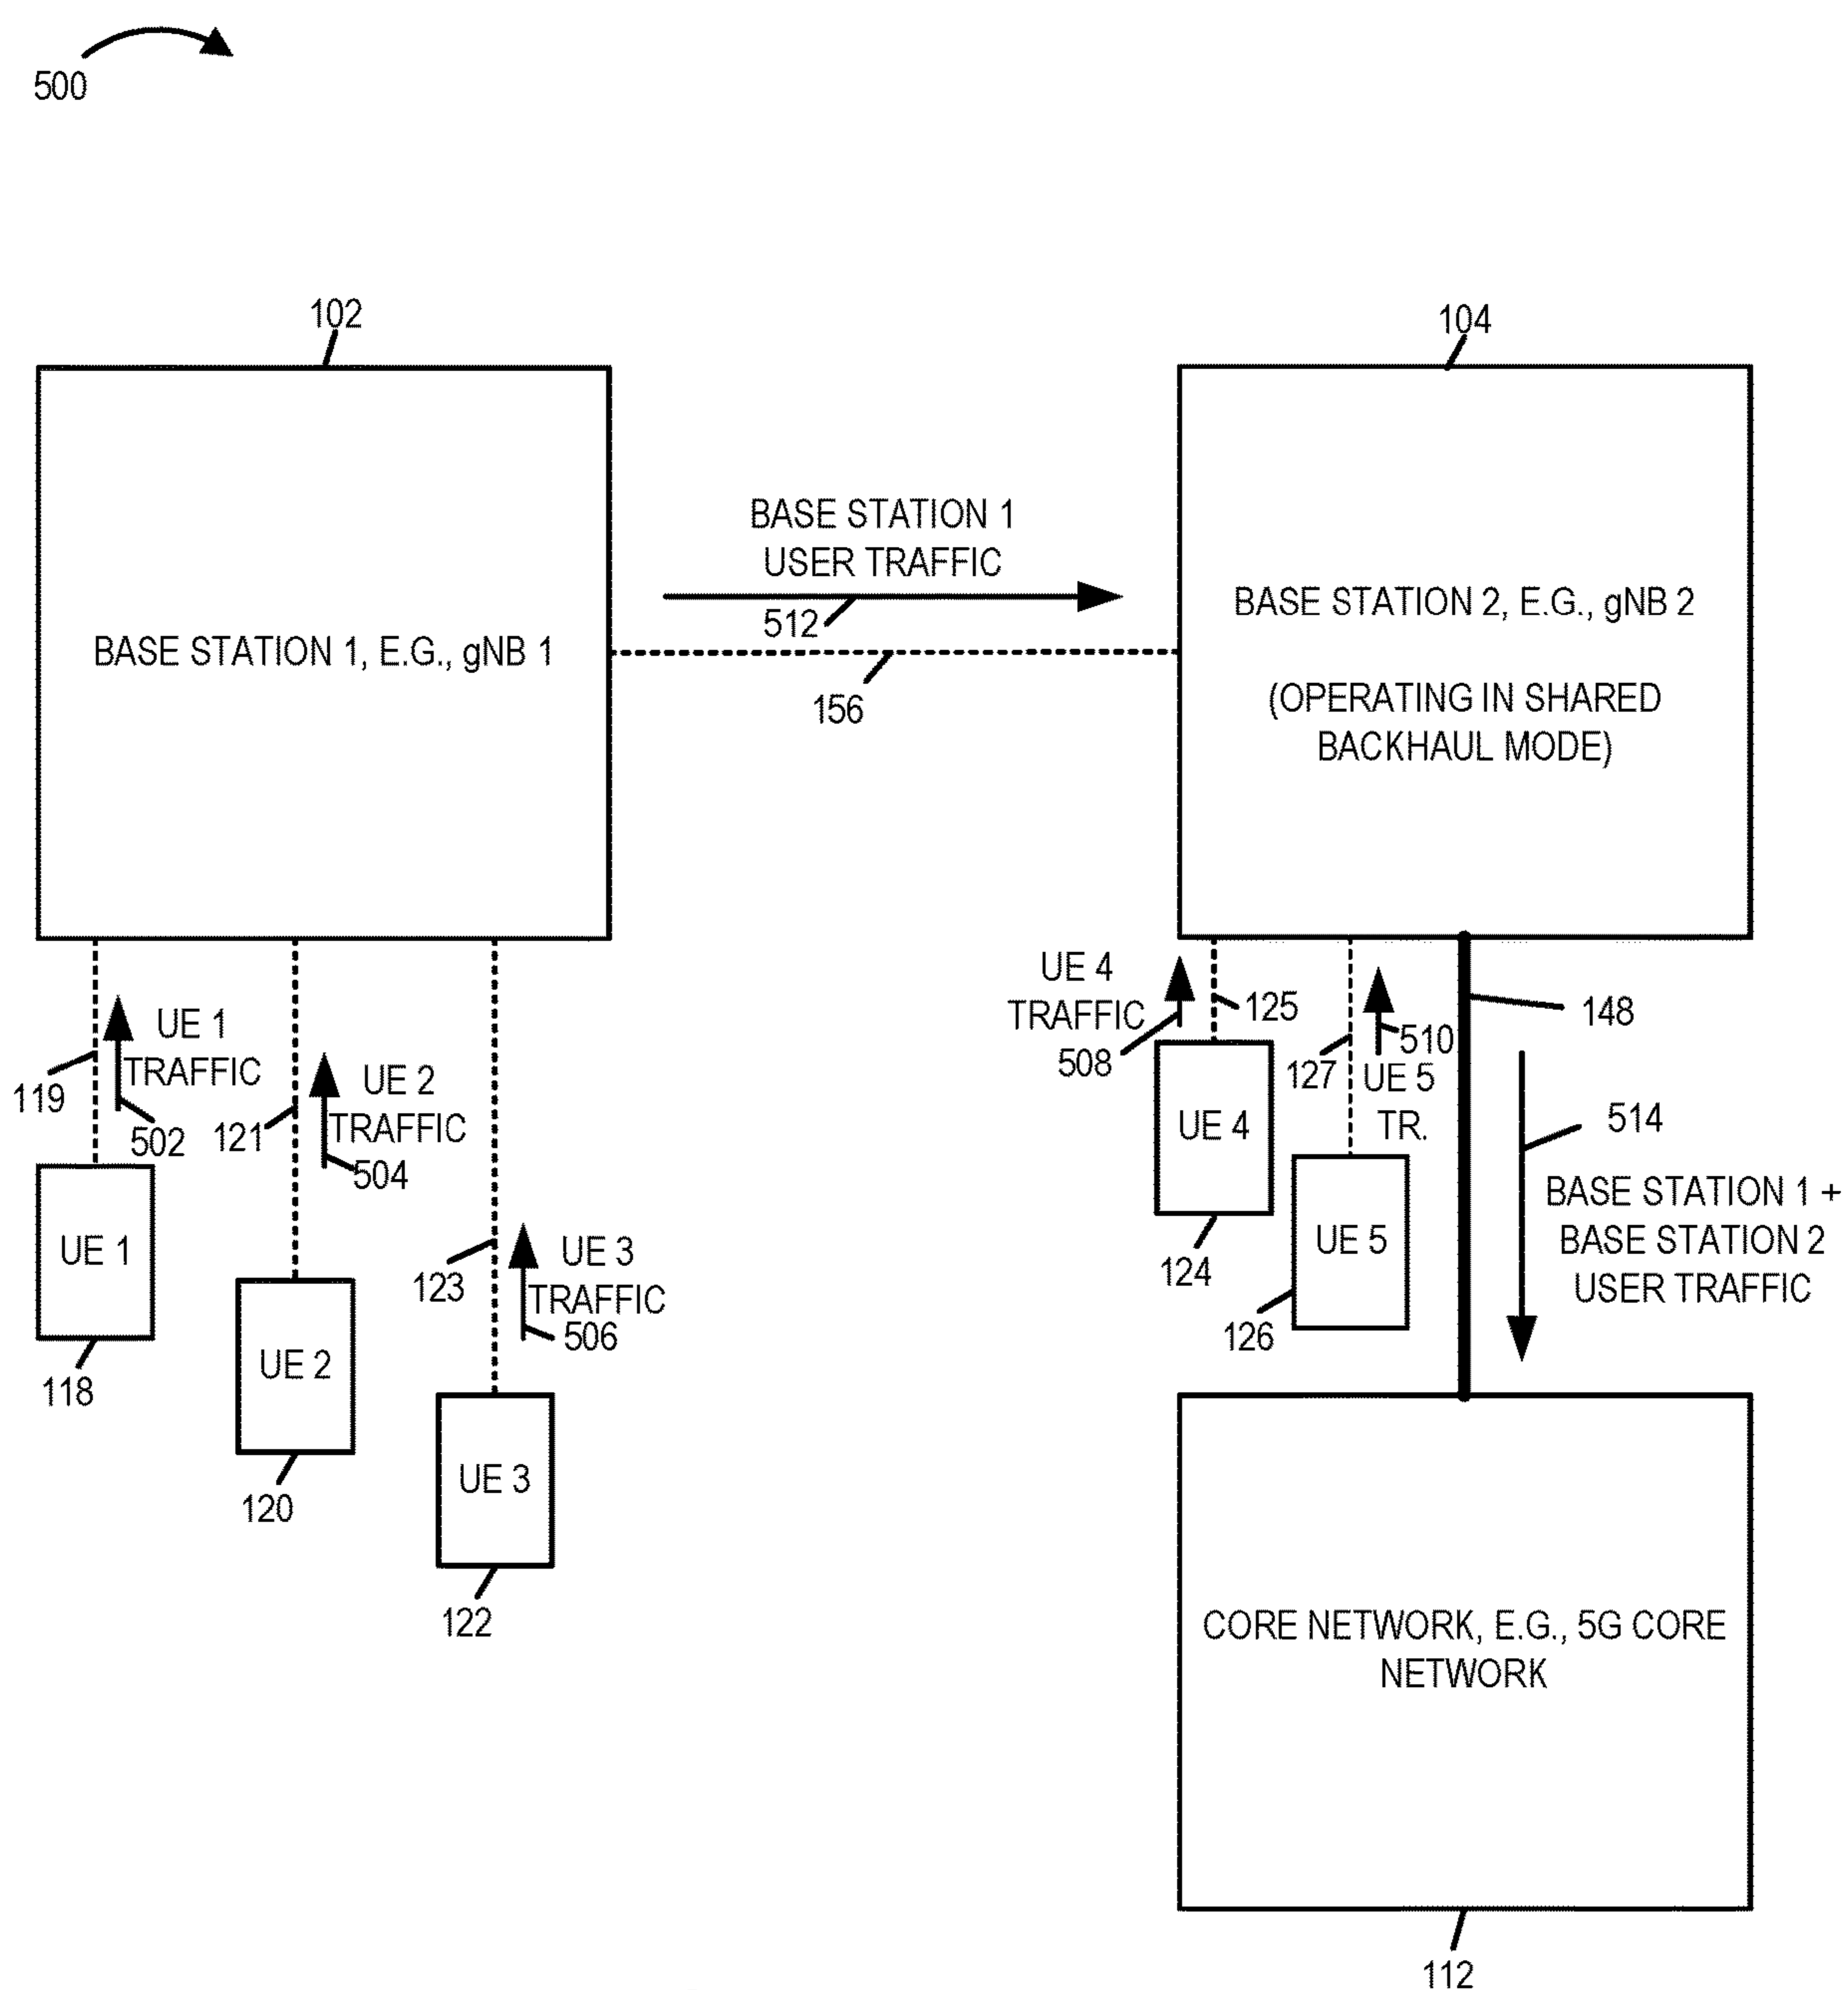 500
102
104
BASE STATION 1
USER TRAFFIC
512
156
BASE STATION 1, E.G., gNB 1
BASE STATION 2, E.G., gNB 2
(OPERATING IN SHARED
BACKHAUL MODE)
UE 1
TRAFFIC
119
502
UE 2
TRAFFIC
121
504
UE 3
TRAFFIC
123
506
UE 1
118
UE 2
120
UE 3
122
UE 4
TRAFFIC
508
125
127
510
UE 5
TR.
148
514
UE 4
124
UE 5
126
BASE STATION 1 +
BASE STATION 2
USER TRAFFIC
CORE NETWORK, E.G., 5G CORE
NETWORK
112